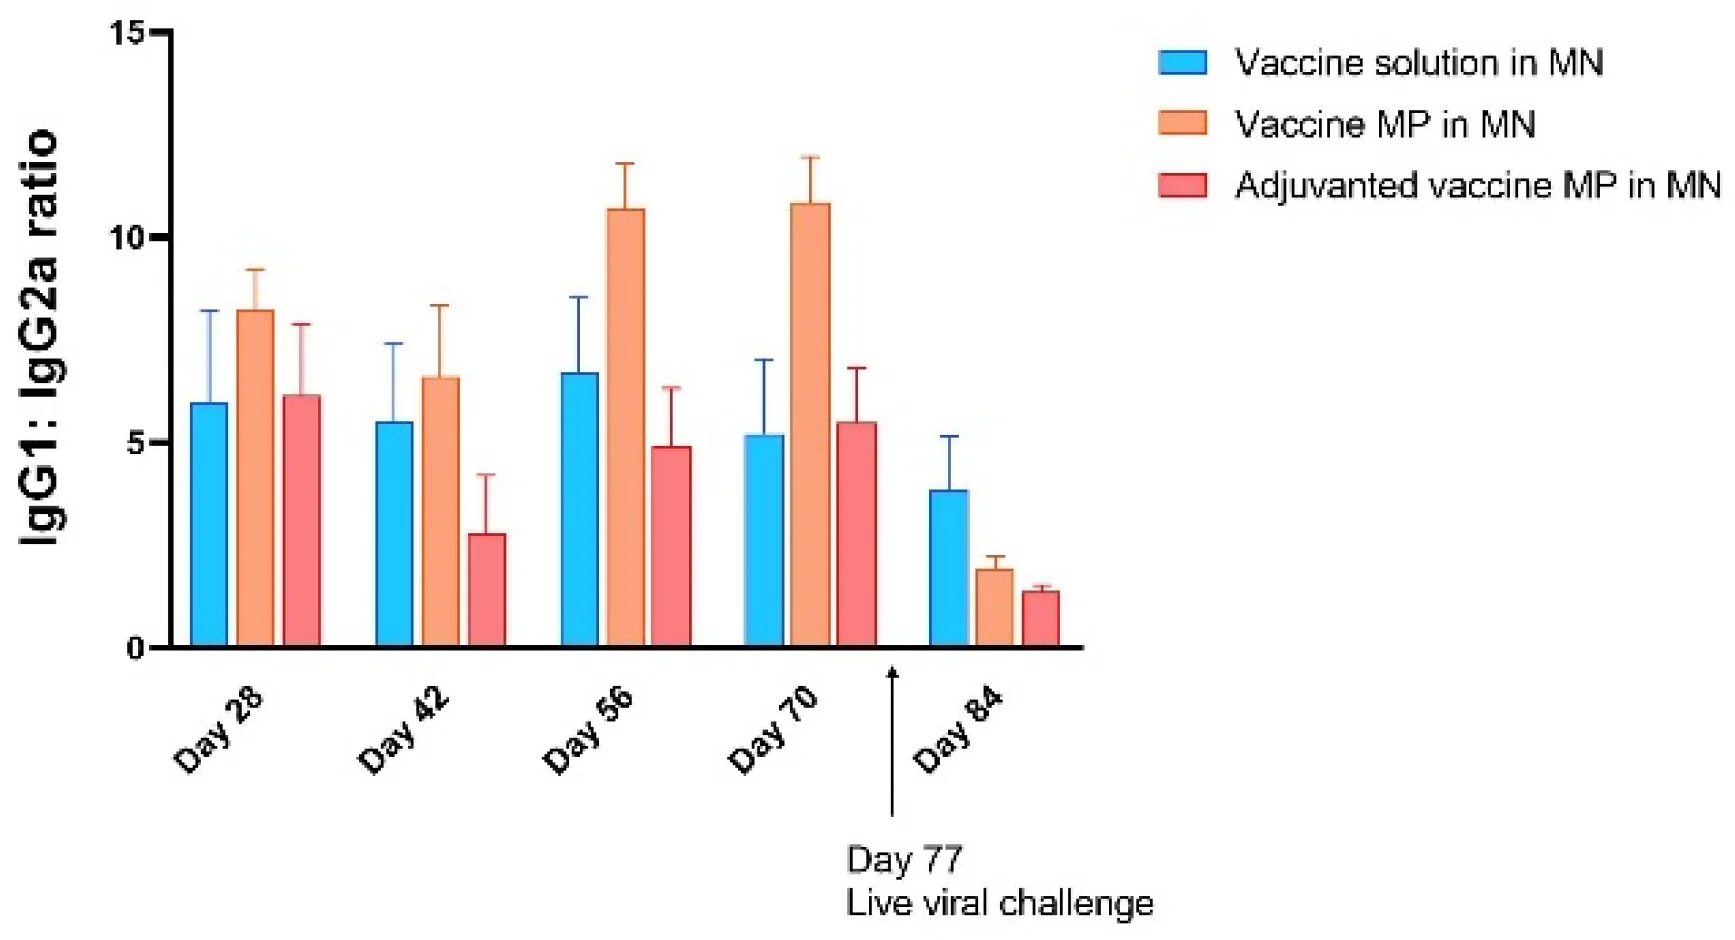 IgG1: IgG2a ratio
15
10
5
0
Day 28
Day 42
Day 56
Day 70
Day 84
Day 77
Live viral challenge
Vaccine solution in MN
Vaccine MP in MN
Adjuvanted vaccine MP in MN